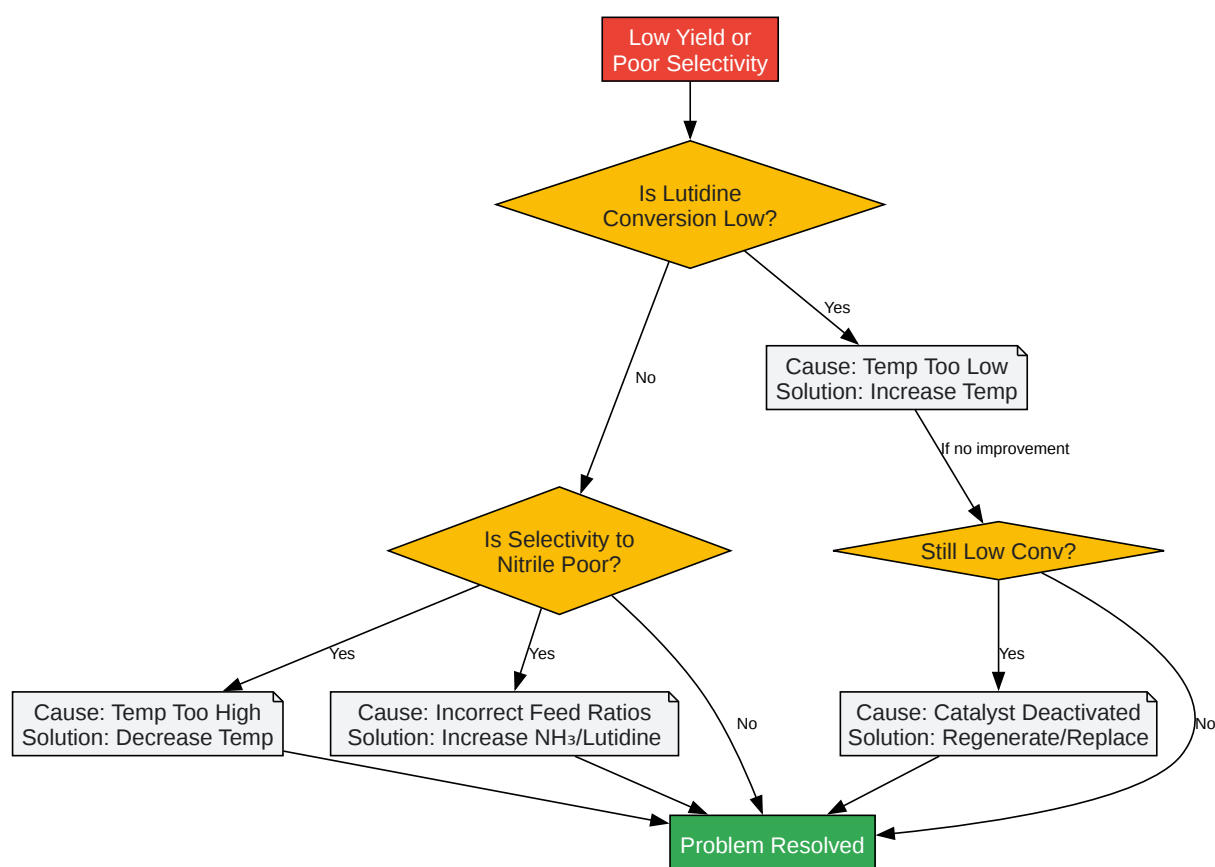 Low Yield or
Poor Selectivity
Is Lutidine
Conversion Low?
Yes
No
Cause: Temp Too Low
Solution: Increase Temp
If no improvement
Is Selectivity to
Nitrile Poor?
Still Low Conv?
Yes
Yes
No
Yes
No
Cause: Temp Too High
Solution: Decrease Temp
Cause: Incorrect Feed Ratios
Solution: Increase NH₃/Lutidine
Cause: Catalyst Deactivated
Solution: Regenerate/Replace
Problem Resolved